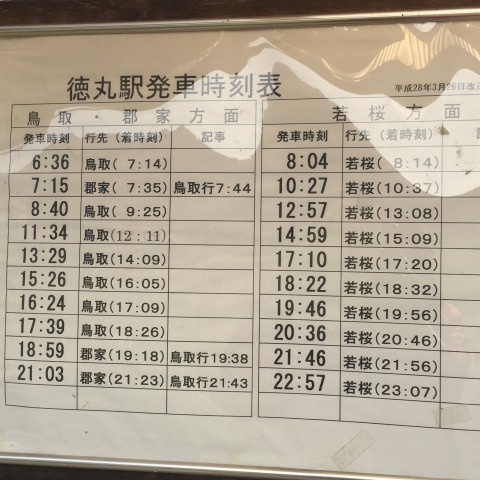 徳丸駅発車時刻表
平成28年3月26日改
鳥取・郡家方面
発車時刻 行先(着時刻) 記事
6:36 鳥取( 7:14)
7:15 郡家( 7:35) 鳥取行7:44
8:40 鳥取( 9:25)
11:34 鳥取(12:11)
13:29 鳥取(14:09)
15:26 鳥取(16:05)
16:24 鳥取(17:09)
17:39 鳥取(18:26)
18:59 郡家(19:18) 鳥取行19:38
21:03 郡家(21:23) 鳥取行21:43
若桜方面
発車時刻 行先(着時刻)
8:04 若桜( 8:14)
10:27 若桜(10:37)
12:57 若桜(13:08)
14:59 若桜(15:09)
17:10 若桜(17:20)
18:22 若桜(18:32)
19:46 若桜(19:56)
20:36 若桜(20:46)
21:46 若桜(21:56)
22:57 若桜(23:07)